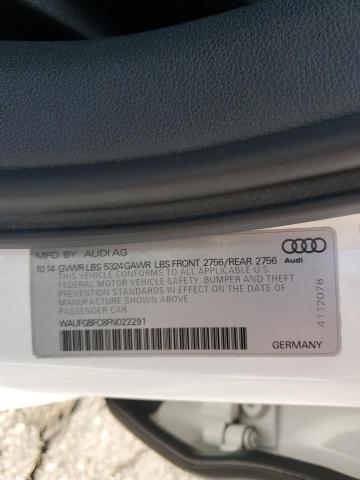 MFD BY AUDI AG
10 14 GVWR LBS 5324 GAWR LBS FRONT 2756/REAR 2756
THIS VEHICLE CONFORMS TO ALL APPLICABLE U.S.
FEDERAL MOTOR VEHICLE SAFETY, BUMPER AND THEFT
PREVENTION STANDARDS IN EFFECT
ON THE DATE OF MANUFACTURE SHOWN ABOVE.
PASSENGER CAR
WAUFGBFC8FN022291
GERMANY
Audi
4112078